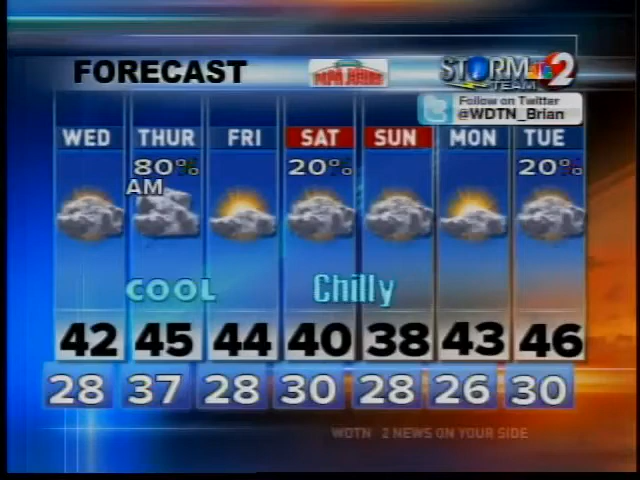 FORECAST
PAPA JOHNS
STORM 2
TEAM
Follow on Twitter
@WDTN_Brian
WED THUR FRI SAT SUN MON TUE
80% 20% 20%
AM
COOL Chilly
42 45 44 40 38 43 46
28 37 28 30 28 26 30
WDTN 2 NEWS ON YOUR SIDE